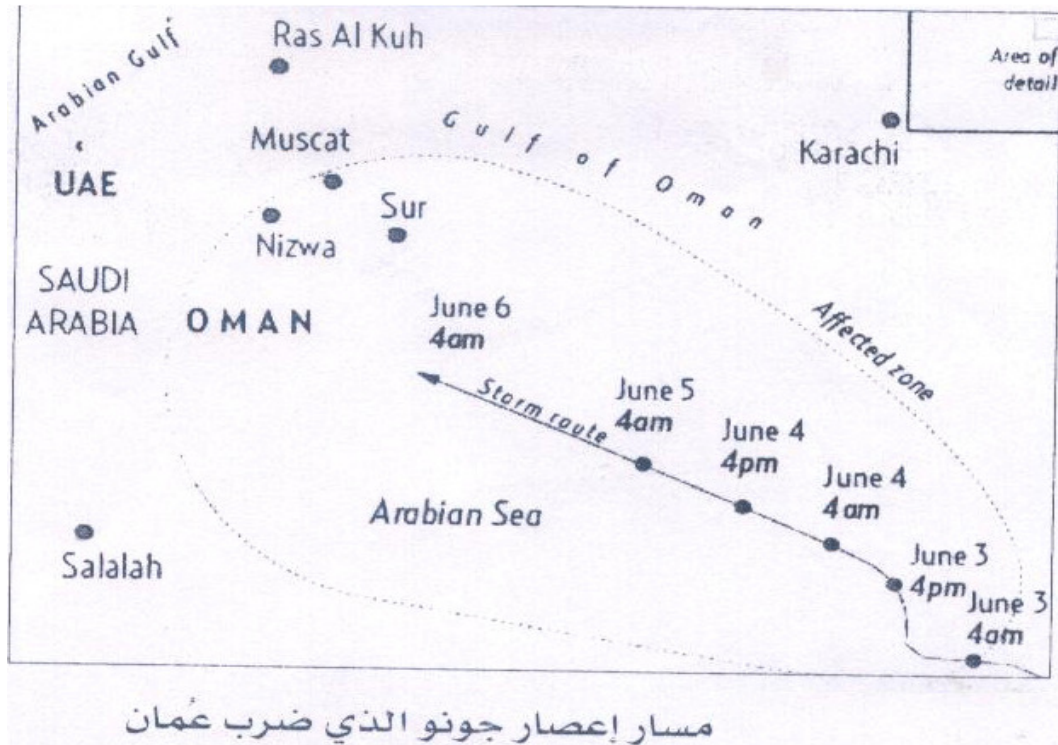 Ras Al Kuh
Arabian Gulf
Area of
detail
Gulf of Oman
Karachi
Muscat
UAE
Sur
Nizwa
SAUDI
ARABIA
OMAN
June 6
4am
Affected zone
Storm route
June 5
4am
June 4
4pm
June 4
4am
Arabian Sea
Salalah
June 3
4pm
June 3
4am
مسار إعصار جونو الذي ضرب عُمان